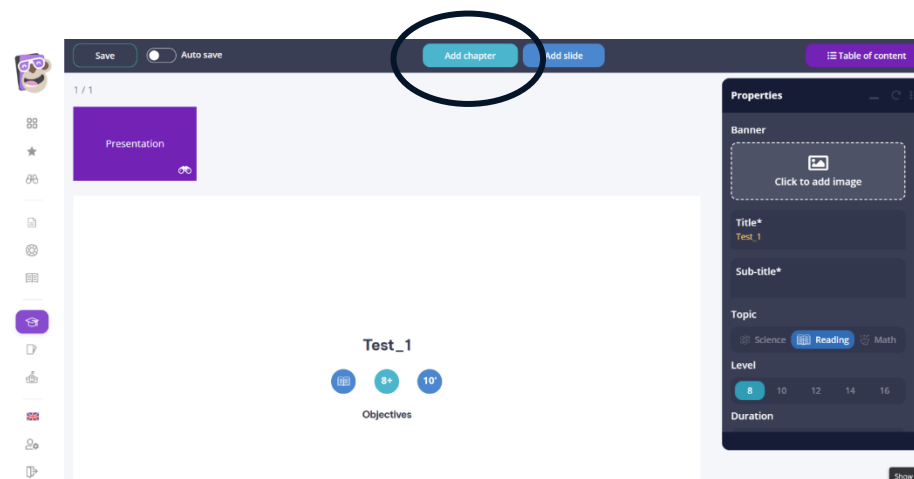 Save
Auto save
Add chapter
Add slide
Table of content
1 / 1
Presentation
Properties
Banner
Click to add image
Title*
Test_1
Sub-title*
Topic
Science
Reading
Math
Level
8
10
12
14
16
Duration
Test_1
8+
10'
Objectives
Show